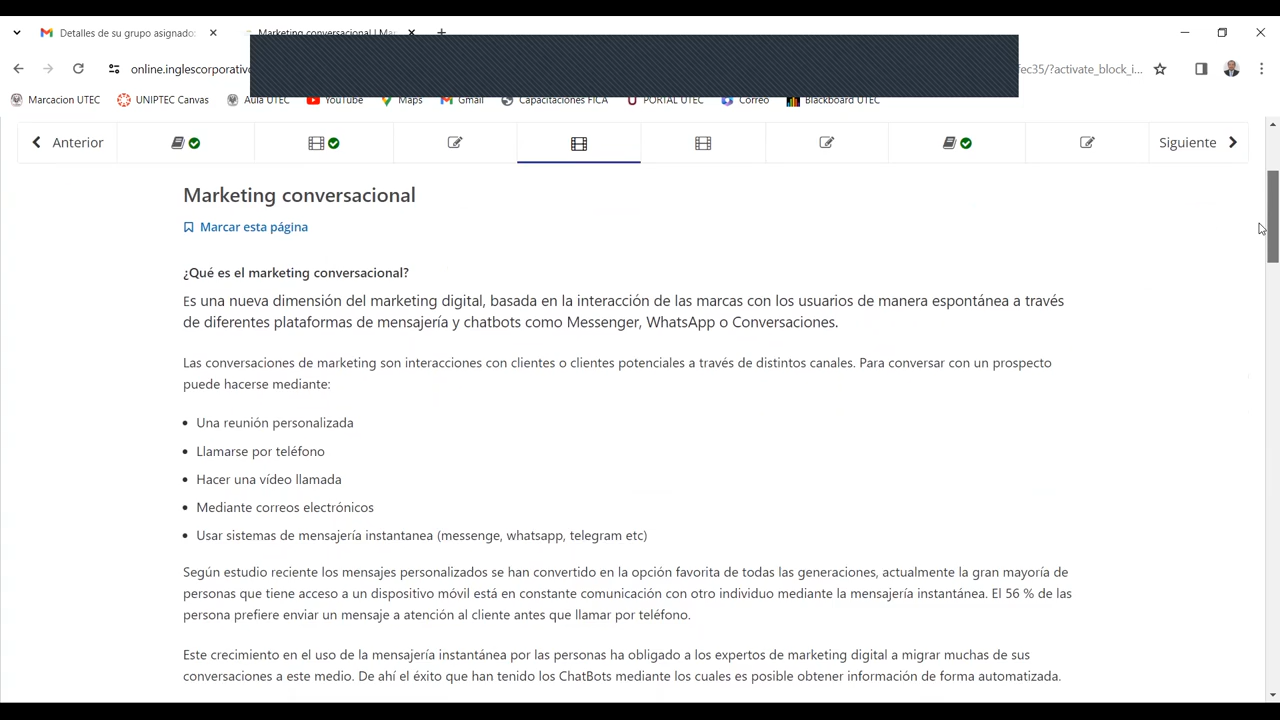 Detalles de su grupo asignado
Marketing conversacional | Mar
online.inglescorporativo
fec35/?activate_block_i...
Marcacion UTEC
UNIPTEC Canvas
Aula UTEC
YouTube
Maps
Gmail
Capacitaciones FICA
PORTAL UTEC
Correo
Blackboard UTEC
Anterior
Siguiente
Marketing conversacional
Marcar esta página
¿Qué es el marketing conversacional?
Es una nueva dimensión del marketing digital, basada en la interacción de las marcas con los usuarios de manera espontánea a través
de diferentes plataformas de mensajería y chatbots como Messenger, WhatsApp o Conversaciones.
Las conversaciones de marketing son interacciones con clientes o clientes potenciales a través de distintos canales. Para conversar con un prospecto
puede hacerse mediante:
• Una reunión personalizada
• Llamarse por teléfono
• Hacer una vídeo llamada
• Mediante correos electrónicos
• Usar sistemas de mensajería instantanea (messenge, whatsapp, telegram etc)
Según estudio reciente los mensajes personalizados se han convertido en la opción favorita de todas las generaciones, actualmente la gran mayoría de
personas que tiene acceso a un dispositivo móvil está en constante comunicación con otro individuo mediante la mensajería instantánea. El 56 % de las
persona prefiere enviar un mensaje a atención al cliente antes que llamar por teléfono.
Este crecimiento en el uso de la mensajería instantánea por las personas ha obligado a los expertos de marketing digital a migrar muchas de sus
conversaciones a este medio. De ahí el éxito que han tenido los ChatBots mediante los cuales es posible obtener información de forma automatizada.